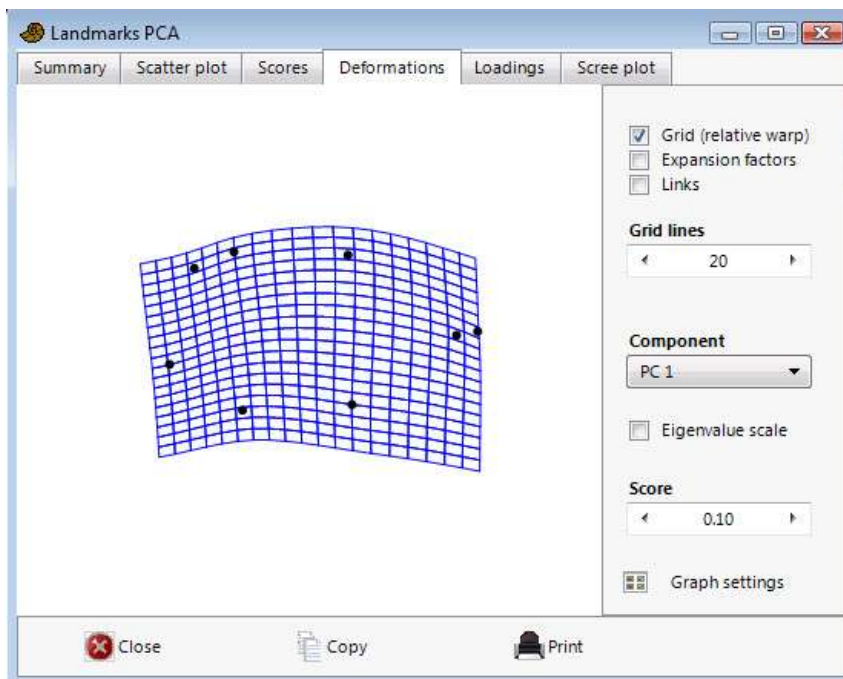 Landmarks PCA
Summary Scatter plot Scores Deformations Loadings Scree plot
Grid (relative warp)
Expansion factors
Links
Grid lines
20
Component
PC 1
Eigenvalue scale
Score
0.10
Graph settings
Close Copy Print